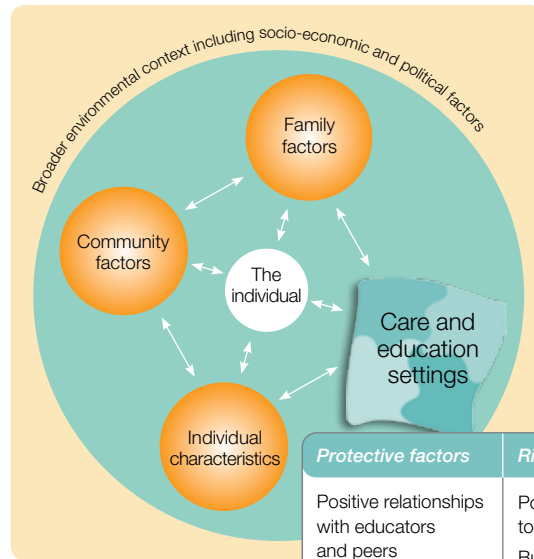 Broader environmental context including socio-economic and political factors
Family
factors
Community
factors
The
individual
Care and
education
settings
Individual
characteristics
Protective factors
Positive relationships
with educators
and peers